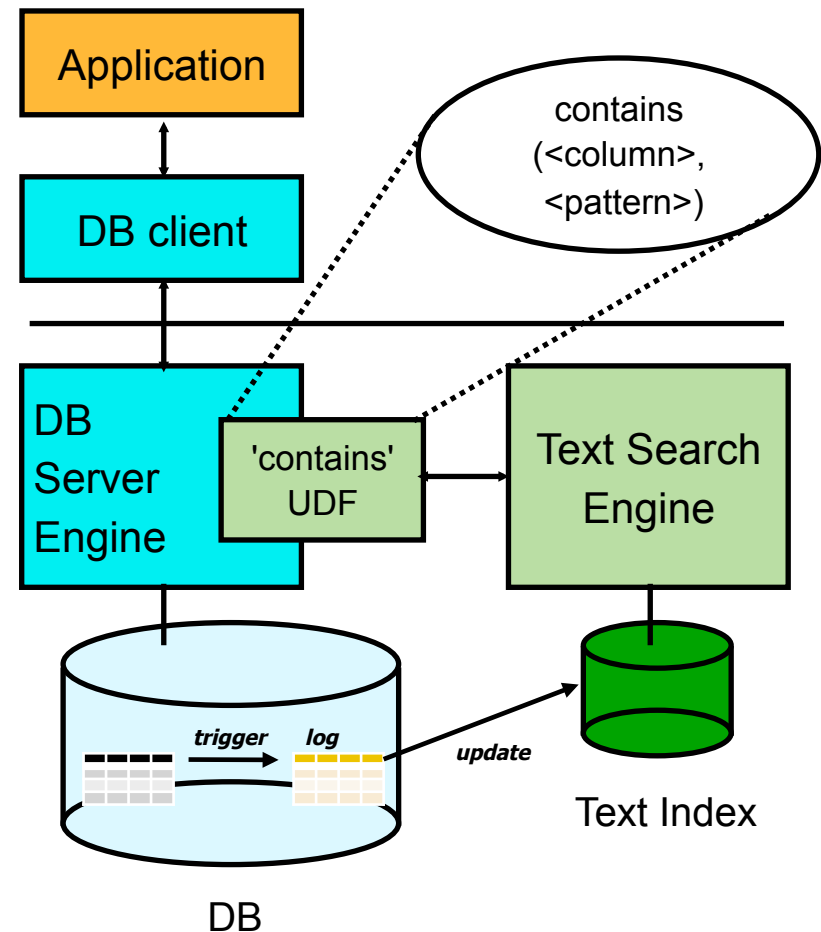 Application
contains
(<column>,
<pattern>)
DB client
DB
Server
Engine
'contains'
UDF
Text Search
Engine
trigger
log
update
Text Index
DB